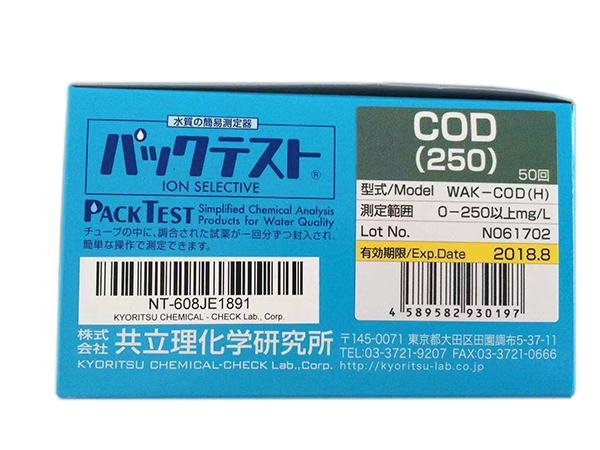 水質の簡易測定器
パックテスト®
ION SELECTIVE
PACK TEST Simplified Chemical Analysis
Products for Water Quality
チューブの中に、調合された試薬が一回分ずつ封入され、
簡単な操作で測定できます。
NT-608JE1891
KYORITSU CHEMICAL - CHECK Lab., Corp.
COD
(250)
50回
型式/Model WAK-COD(H)
測定範囲 0-250以上mg/L
Lot No. N061702
有効期限/Exp.Date 2018.8
4 589582 930197
株式会社 共立理化学研究所
KYORITSU CHEMICAL-CHECK Lab.,Corp.
〒145-0071 東京都大田区田園調布5-37-11
TEL:03-3721-9207 FAX:03-3721-0666
http://kyoritsu-lab.co.jp